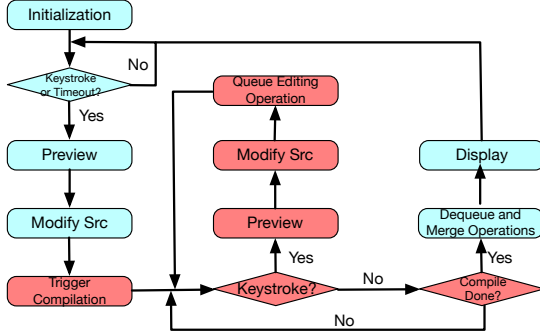 Initialization
Keystroke
or Timeout?
No
Yes
Preview
Modify Src
Trigger
Compilation
Queue Editing
Operation
Modify Src
Preview
Yes
Keystroke?
No
Display
Dequeue and
Merge Operations
Yes
Compile
Done?
No